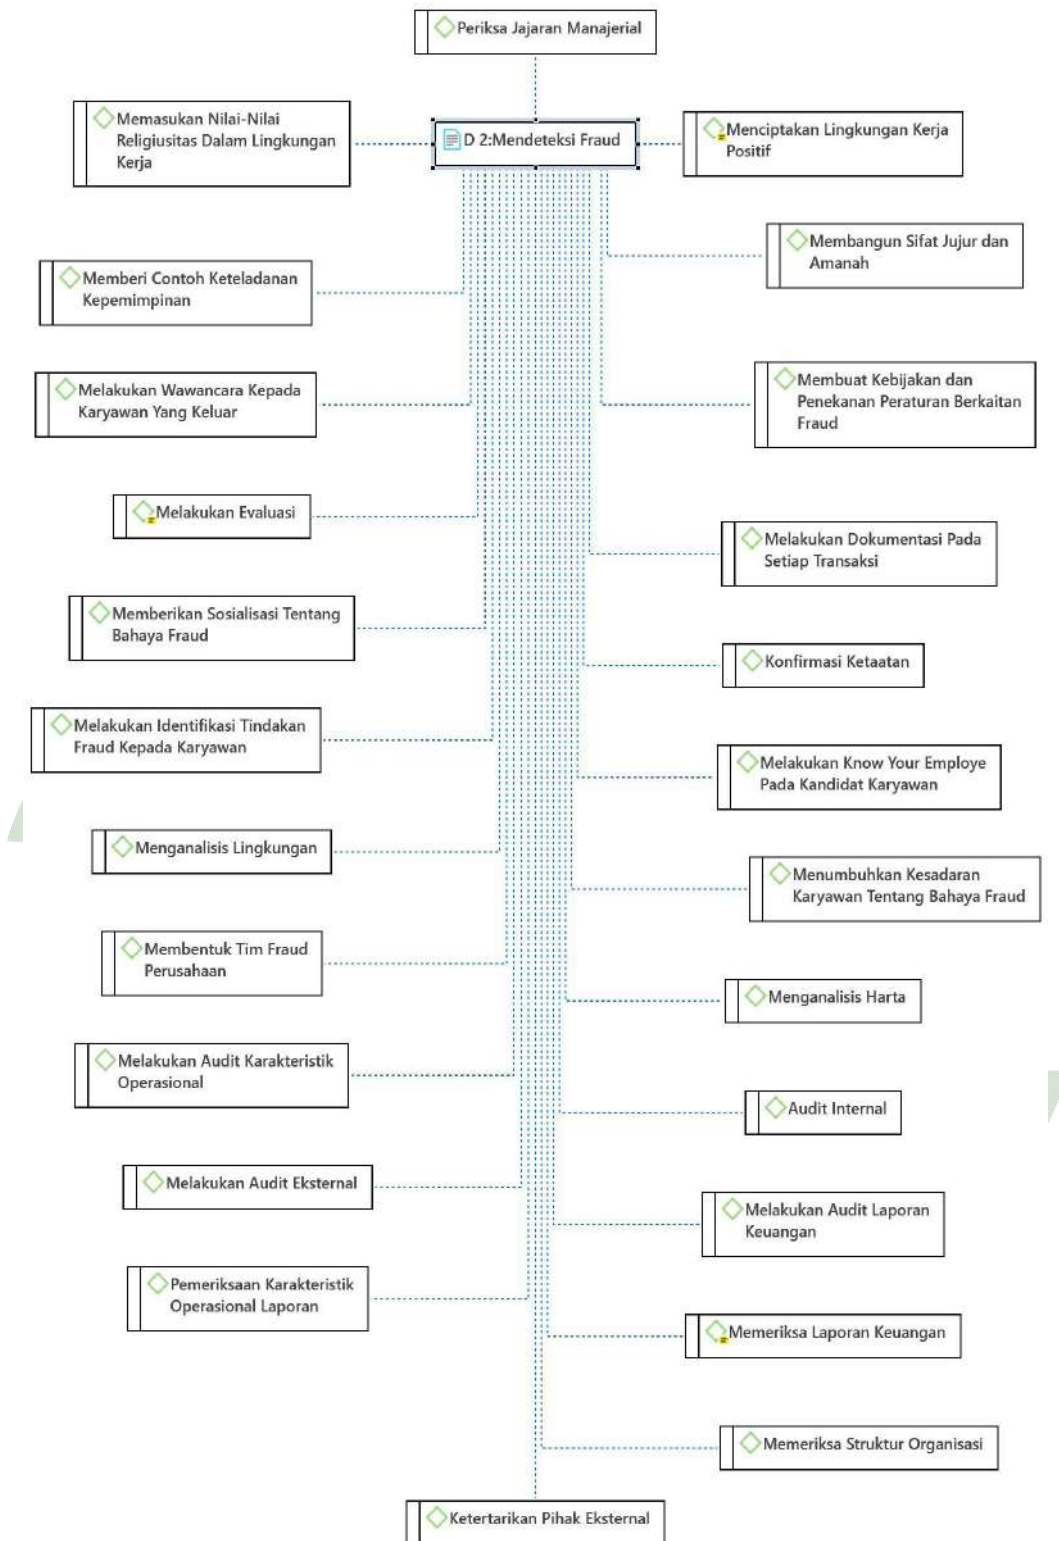 Periksa Jajaran Manajerial
Memasukan Nilai-Nilai
Religiusitas Dalam Lingkungan
Kerja
D 2:Mendeteksi Fraud
Menciptakan Lingkungan Kerja
Positif
Membangun Sifat Jujur dan
Amanah
Memberi Contoh Keteladanan
Kepemimpinan
Melakukan Wawancara Kepada
Karyawan Yang Keluar
Membuat Kebijakan dan
Penekanan Peraturan Berkaitan
Fraud
Melakukan Evaluasi
Melakukan Dokumentasi Pada
Setiap Transaksi
Memberikan Sosialisasi Tentang
Bahaya Fraud
Konfirmasi Ketaatan
Melakukan Identifikasi Tindakan
Fraud Kepada Karyawan
Melakukan Know Your Employe
Pada Kandidat Karyawan
Menganalisis Lingkungan
Menumbuhkan Kesadaran
Karyawan Tentang Bahaya Fraud
Membentuk Tim Fraud
Perusahaan
Menganalisis Harta
Melakukan Audit Karakteristik
Operasional
Audit Internal
Melakukan Audit Eksternal
Melakukan Audit Laporan
Keuangan
Pemeriksaan Karakteristik
Operasional Laporan
Memeriksa Laporan Keuangan
Memeriksa Struktur Organisasi
Ketertarikan Pihak Eksternal